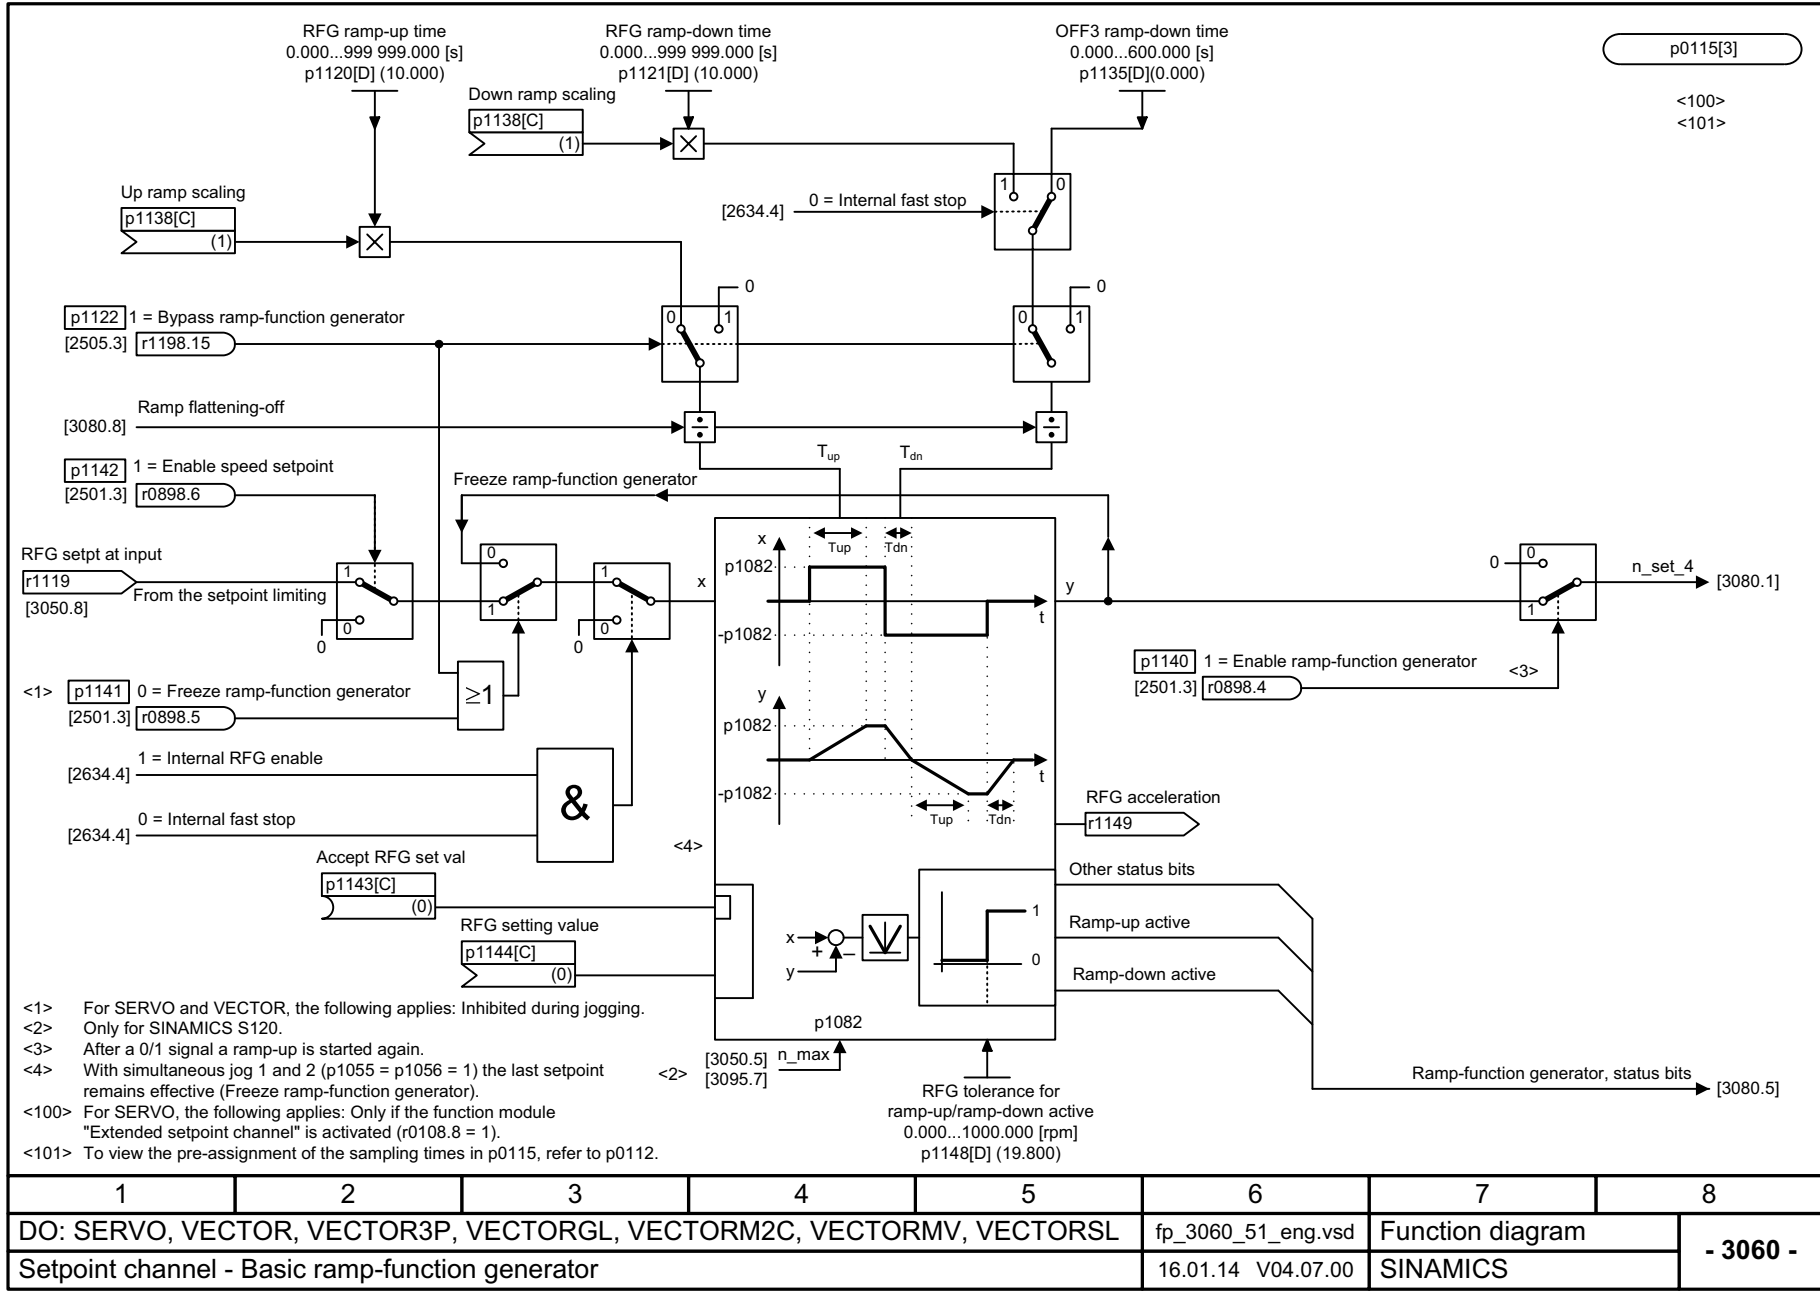 RFG ramp-up time
0.000...999 999.000 [s]
p1120[D] (10.000)
RFG ramp-down time
0.000...999 999.000 [s]
p1121[D] (10.000)
OFF3 ramp-down time
0.000...600.000 [s]
p1135[D](0.000)
p0115[3]
<100>
<101>
Down ramp scaling
p1138[C]
(1)
Up ramp scaling
p1138[C]
(1)
[2634.4]
0 = Internal fast stop
1
0
p1122
1 = Bypass ramp-function generator
[2505.3]
r1198.15
0
1
0
0
1
0
Ramp flattening-off
[3080.8]
÷
÷
Tup
Tdn
p1142
1 = Enable speed setpoint
[2501.3]
r0898.6
Freeze ramp-function generator
RFG setpt at input
r1119
[3050.8]
From the setpoint limiting
1
0
0
0
1
1
0
0
x
x
Tup
Tdn
p1082
-p1082
t
y
p1082
-p1082
t
Tup
Tdn
y
0
0
1
n_set_4
[3080.1]
p1140
1 = Enable ramp-function generator
[2501.3]
r0898.4
<3>
<1>
p1141
0 = Freeze ramp-function generator
[2501.3]
r0898.5
≥1
1 = Internal RFG enable
[2634.4]
0 = Internal fast stop
[2634.4]
&
<4>
Accept RFG set val
p1143[C]
(0)
RFG setting value
p1144[C]
(0)
x
+
–
y
1
0
RFG acceleration
r1149
Other status bits
Ramp-up active
Ramp-down active
p1082
<2>
[3050.5]
[3095.7]
n_max
RFG tolerance for
ramp-up/ramp-down active
0.000...1000.000 [rpm]
p1148[D] (19.800)
Ramp-function generator, status bits
[3080.5]
<1> For SERVO and VECTOR, the following applies: Inhibited during jogging.
<2> Only for SINAMICS S120.
<3> After a 0/1 signal a ramp-up is started again.
<4> With simultaneous jog 1 and 2 (p1055 = p1056 = 1) the last setpoint
remains effective (Freeze ramp-function generator).
<100> For SERVO, the following applies: Only if the function module
"Extended setpoint channel" is activated (r0108.8 = 1).
<101> To view the pre-assignment of the sampling times in p0115, refer to p0112.
1 2 3 4 5 6 7 8
DO: SERVO, VECTOR, VECTOR3P, VECTORGL, VECTORM2C, VECTORMV, VECTORSL
fp_3060_51_eng.vsd
Function diagram
- 3060 -
Setpoint channel - Basic ramp-function generator
16.01.14 V04.07.00
SINAMICS